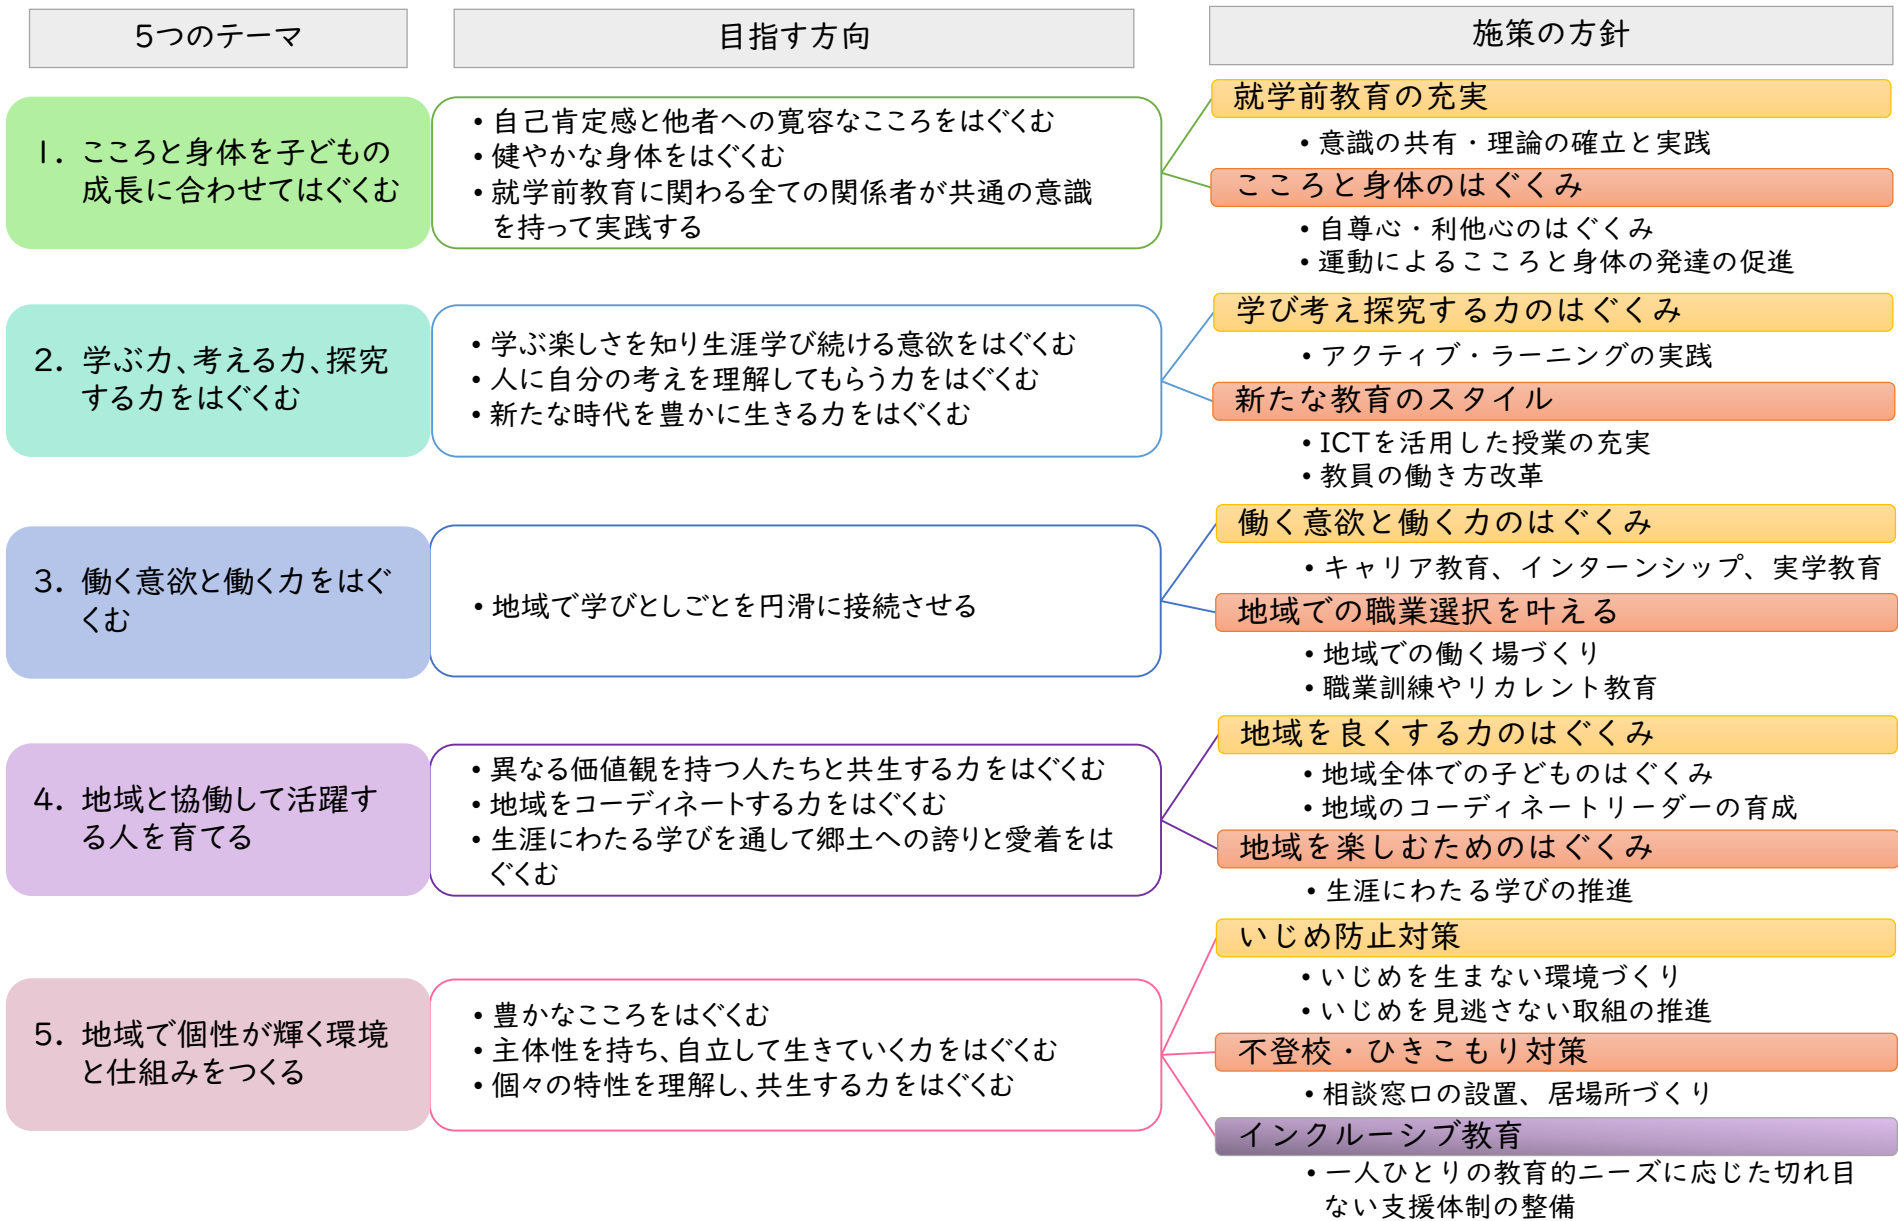 5つのテーマ
目指す方向
施策の方針
1. こころと身体を子どもの
成長に合わせてはぐくむ
• 自己肯定感と他者への寛容なこころをはぐくむ
• 健やかな身体をはぐくむ
• 就学前教育に関わる全ての関係者が共通の意識
を持って実践する
就学前教育の充実
• 意識の共有・理論の確立と実践
こころと身体のはぐくみ
• 自尊心・利他心のはぐくみ
• 運動によるこころと身体の発達の促進
2. 学ぶ力、考える力、探究
する力をはぐくむ
• 学ぶ楽しさを知り生涯学び続ける意欲をはぐくむ
• 人に自分の考えを理解してもらう力をはぐくむ
• 新たな時代を豊かに生きる力をはぐくむ
学び考え探究する力のはぐくみ
• アクティブ・ラーニングの実践
新たな教育のスタイル
• ICTを活用した授業の充実
• 教員の働き方改革
3. 働く意欲と働く力をはぐ
くむ
• 地域で学びとしごとを円滑に接続させる
働く意欲と働く力のはぐくみ
• キャリア教育、インターンシップ、実学教育
地域での職業選択を叶える
• 地域での働く場づくり
• 職業訓練やリカレント教育
4. 地域と協働して活躍す
る人を育てる
• 異なる価値観を持つ人たちと共生する力をはぐくむ
• 地域をコーディネートする力をはぐくむ
• 生涯にわたる学びを通して郷土への誇りと愛着をは
ぐくむ
地域を良くする力のはぐくみ
• 地域全体での子どものはぐくみ
• 地域のコーディネートリーダーの育成
地域を楽しむためのはぐくみ
• 生涯にわたる学びの推進
5. 地域で個性が輝く環境
と仕組みをつくる
• 豊かなこころをはぐくむ
• 主体性を持ち、自立して生きていく力をはぐくむ
• 個々の特性を理解し、共生する力をはぐくむ
いじめ防止対策
• いじめを生まない環境づくり
• いじめを見逃さない取組の推進
不登校・ひきこもり対策
• 相談窓口の設置、居場所づくり
インクルーシブ教育
• 一人ひとりの教育的ニーズに応じた切れ目
ない支援体制の整備